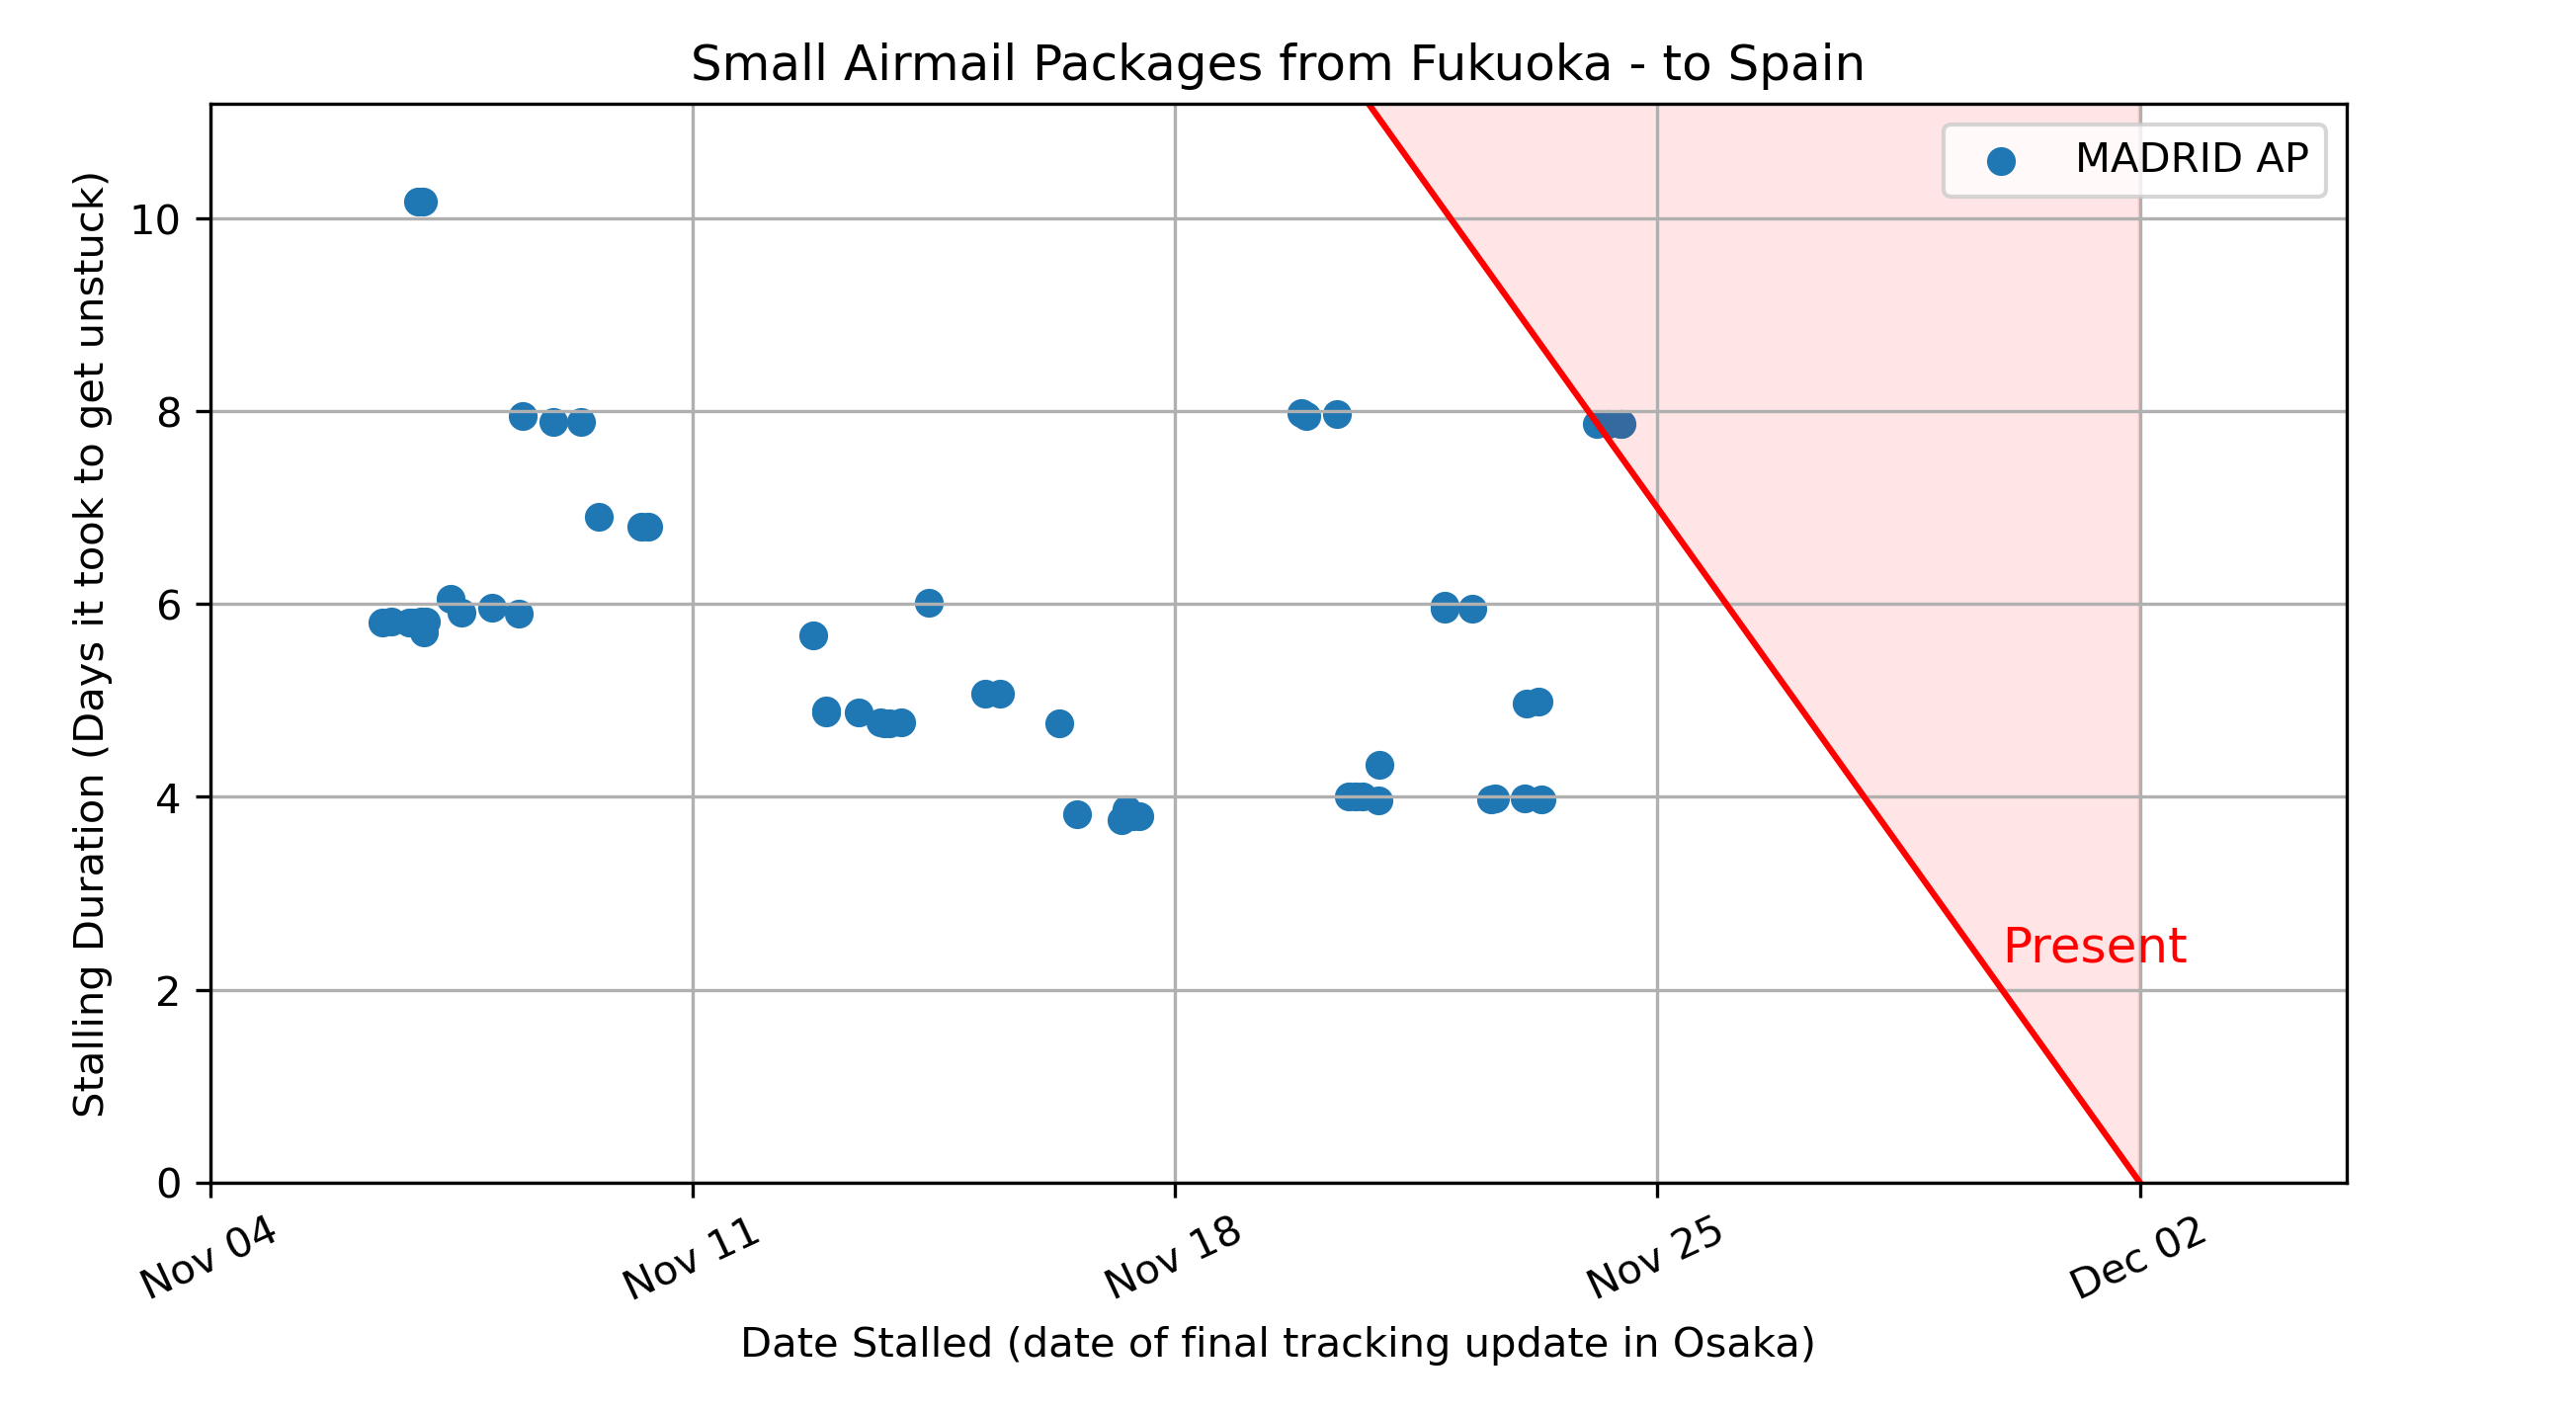 Small Airmail Packages from Fukuoka - to Spain
MADRID AP
Stalling Duration (Days it took to get unstuck)
10
8
6
4
2
0
Present
Nov 04
Nov 11
Nov 18
Nov 25
Dec 02
Date Stalled (date of final tracking update in Osaka)